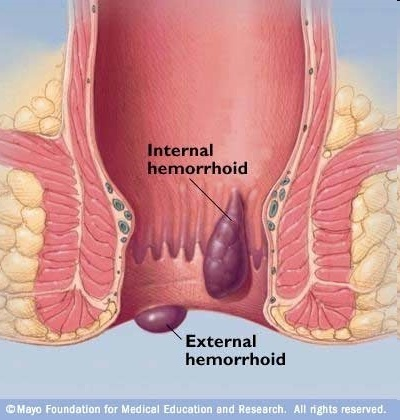 Internal
hemorrhoid
External
hemorrhoid
©Mayo Foundation for Medical Education and Research. All rights reserved.